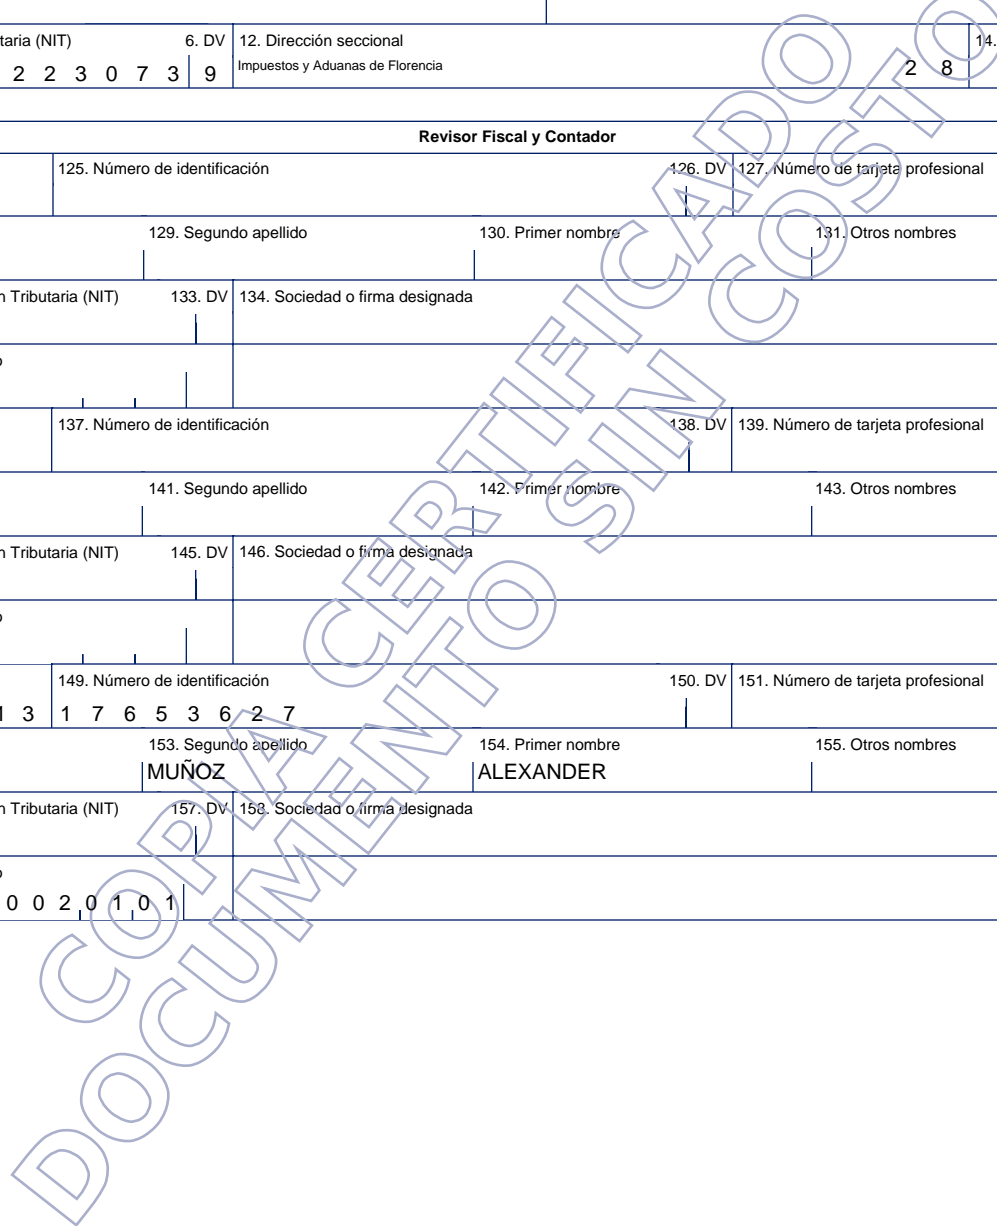 taria (NIT) 6. DV 12. Dirección seccional 14.
2 2 3 0 7 3 9 Impuestos y Aduanas de Florencia 2 8
Revisor Fiscal y Contador
125. Número de identificación 126. DV 127. Número de tarjeta profesional
129. Segundo apellido 130. Primer nombre 131. Otros nombres
n Tributaria (NIT) 133. DV 134. Sociedad o firma designada
137. Número de identificación 138. DV 139. Número de tarjeta profesional
141. Segundo apellido 142. Primer nombre 143. Otros nombres
n Tributaria (NIT) 145. DV 146. Sociedad o firma designada
149. Número de identificación 150. DV 151. Número de tarjeta profesional
1 3 1 7 6 5 3 6 2 7
153. Segundo apellido 154. Primer nombre 155. Otros nombres
MUÑOZ ALEXANDER
n Tributaria (NIT) 157. DV 158. Sociedad o firma designada
0 0 2 0 1 0 1
COPIA CERTIFICADO
DOCUMENTO SIN COSTO